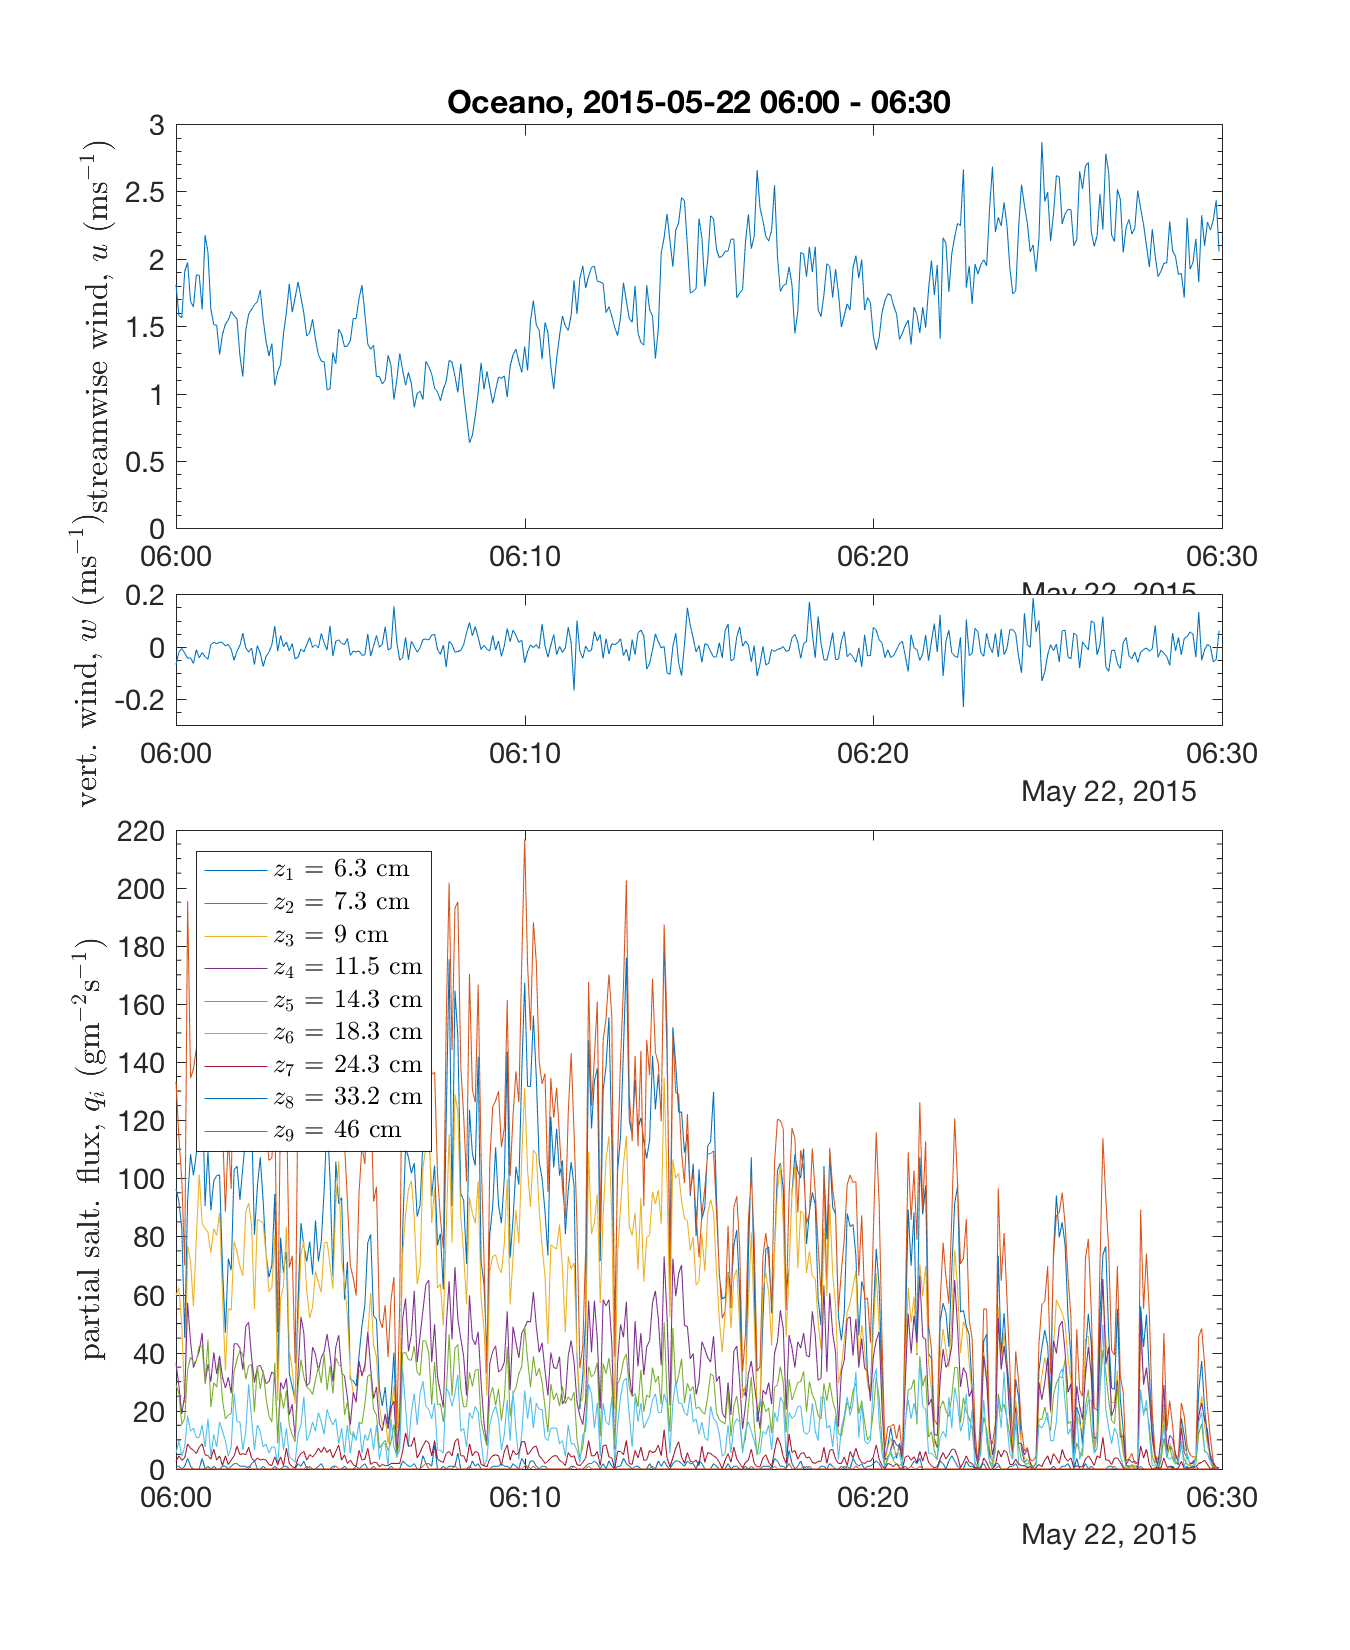 Oceano, 2015-05-22 06:00 - 06:30
streamwise wind, u (ms⁻¹)
3
2.5
2
1.5
1
0.5
0
06:00 06:10 06:20 06:30
May 22, 2015
vert. wind, w (ms⁻¹)
0.2
0
-0.2
06:00 06:10 06:20 06:30
May 22, 2015
partial salt. flux, qᵢ (gm⁻²s⁻¹)
220
200
180
160
140
120
100
80
60
40
20
0
z₁ = 6.3 cm
z₂ = 7.3 cm
z₃ = 9 cm
z₄ = 11.5 cm
z₅ = 14.3 cm
z₆ = 18.3 cm
z₇ = 24.3 cm
z₈ = 33.2 cm
z₉ = 46 cm
06:00 06:10 06:20 06:30
May 22, 2015